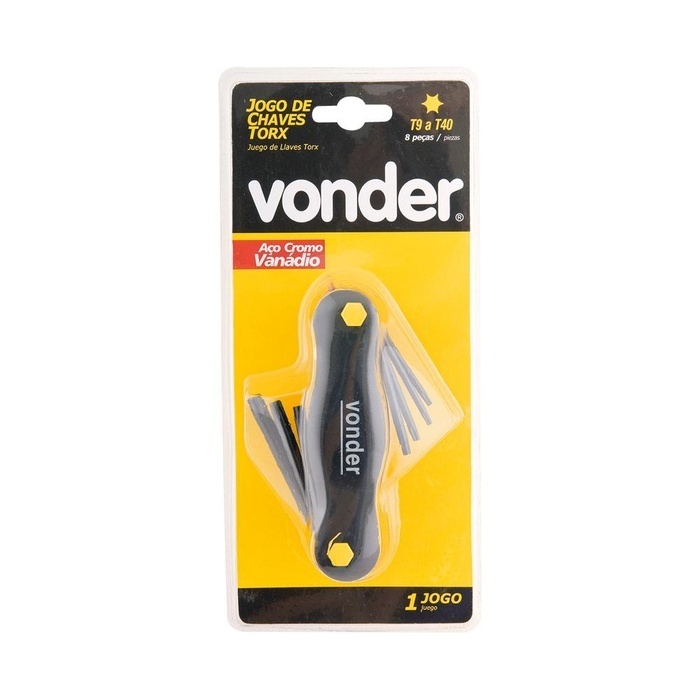 JOGO DE
CHAVES
TORX
Juego de Llaves Torx
T9 a T40
8 peças / piezas
vonder®
Aço Cromo
Vanádio
vonder
1 JOGO
juego